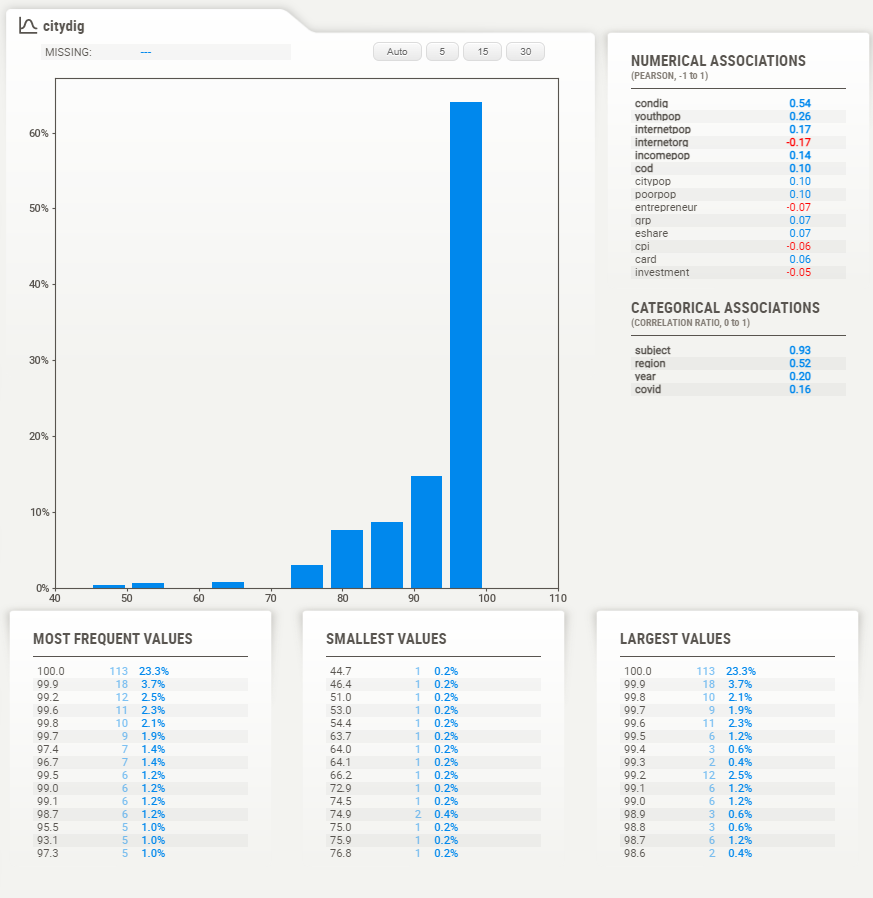 citydig
MISSING: ---
Auto 5 15 30
60%
50%
40%
30%
20%
10%
0%
40 50 60 70 80 90 100 110
NUMERICAL ASSOCIATIONS
(PEARSON, -1 to 1)
condig 0.54
youthpop 0.26
internetpop 0.17
internetorg -0.17
incomepop 0.14
cod 0.10
citypop 0.10
poorpop 0.10
entrepreneur -0.07
grp 0.07
eshare 0.07
cpi -0.06
card 0.06
investment -0.05
CATEGORICAL ASSOCIATIONS
(CORRELATION RATIO, 0 to 1)
subject 0.93
region 0.52
year 0.20
covid 0.16
MOST FREQUENT VALUES
100.0 113 23.3%
99.9 18 3.7%
99.2 12 2.5%
99.6 11 2.3%
99.8 10 2.1%
99.7 9 1.9%
97.4 7 1.4%
96.7 7 1.4%
99.5 6 1.2%
99.0 6 1.2%
99.1 6 1.2%
98.7 6 1.2%
95.5 5 1.0%
93.1 5 1.0%
97.3 5 1.0%
SMALLEST VALUES
44.7 1 0.2%
46.4 1 0.2%
51.0 1 0.2%
53.0 1 0.2%
54.4 1 0.2%
63.7 1 0.2%
64.0 1 0.2%
64.1 1 0.2%
66.2 1 0.2%
72.9 1 0.2%
74.5 1 0.2%
74.9 2 0.4%
75.0 1 0.2%
75.9 1 0.2%
76.8 1 0.2%
LARGEST VALUES
100.0 113 23.3%
99.9 18 3.7%
99.8 10 2.1%
99.7 9 1.9%
99.6 11 2.3%
99.5 6 1.2%
99.4 3 0.6%
99.3 2 0.4%
99.2 12 2.5%
99.1 6 1.2%
99.0 6 1.2%
98.9 3 0.6%
98.8 3 0.6%
98.7 6 1.2%
98.6 2 0.4%